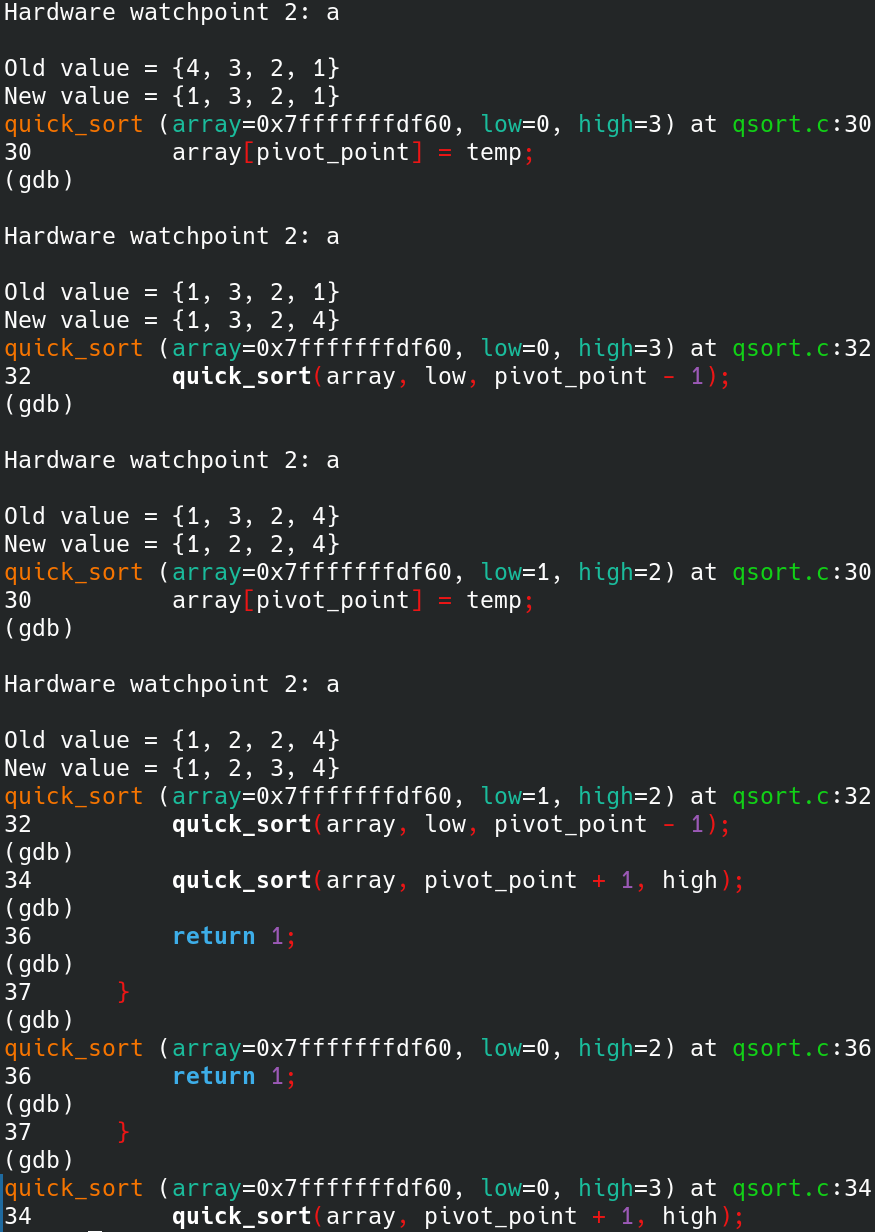 Hardware watchpoint 2: a
Old value = {4, 3, 2, 1}
New value = {1, 3, 2, 1}
quick_sort (array=0x7fffffffdf60, low=0, high=3) at qsort.c:30
30          array[pivot_point] = temp;
(gdb)
Hardware watchpoint 2: a
Old value = {1, 3, 2, 1}
New value = {1, 3, 2, 4}
quick_sort (array=0x7fffffffdf60, low=0, high=3) at qsort.c:32
32          quick_sort(array, low, pivot_point - 1);
(gdb)
Hardware watchpoint 2: a
Old value = {1, 3, 2, 4}
New value = {1, 2, 2, 4}
quick_sort (array=0x7fffffffdf60, low=1, high=2) at qsort.c:30
30          array[pivot_point] = temp;
(gdb)
Hardware watchpoint 2: a
Old value = {1, 2, 2, 4}
New value = {1, 2, 3, 4}
quick_sort (array=0x7fffffffdf60, low=1, high=2) at qsort.c:32
32          quick_sort(array, low, pivot_point - 1);
(gdb)
34          quick_sort(array, pivot_point + 1, high);
(gdb)
36          return 1;
(gdb)
37      }
(gdb)
quick_sort (array=0x7fffffffdf60, low=0, high=2) at qsort.c:36
36          return 1;
(gdb)
37      }
(gdb)
quick_sort (array=0x7fffffffdf60, low=0, high=3) at qsort.c:34
34          quick_sort(array, pivot_point + 1, high);